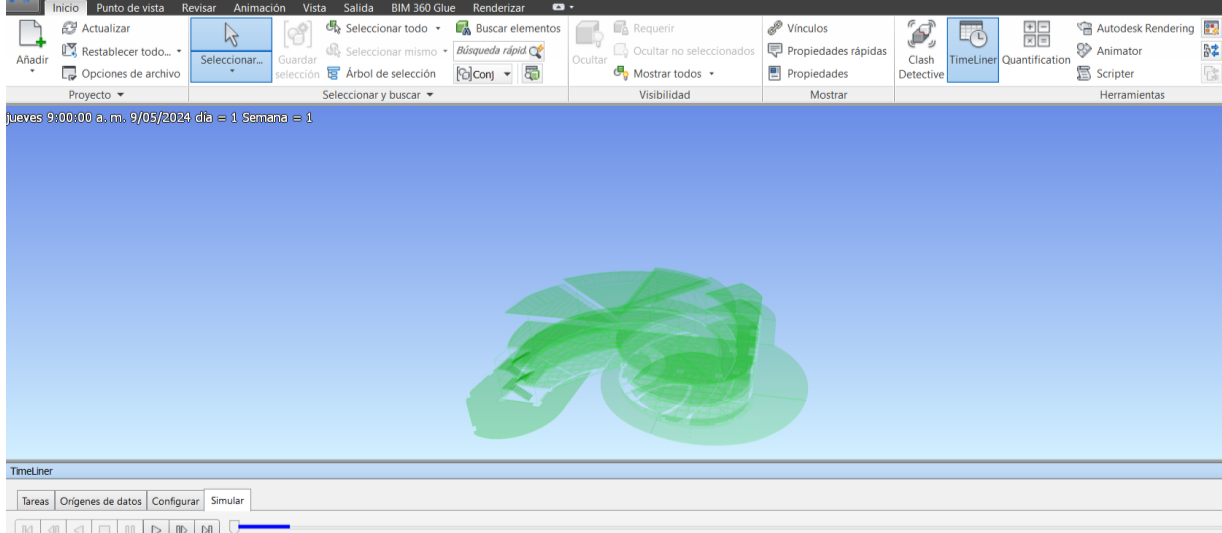 Inicio Punto de vista Revisar Animación Vista Salida BIM 360 Glue Renderizar
Actualizar Seleccionar todo Buscar elementos Requerir Vínculos Autodesk Rendering
Restablecer todo... Seleccionar mismo Búsqueda rápid Ocultar no seleccionados Propiedades rápidas Animator
Añadir Seleccionar... Guardar Ocultar Clash TimeLiner Quantification
Opciones de archivo selección Árbol de selección Conj Mostrar todos Propiedades Detective Scripter
Proyecto Seleccionar y buscar Visibilidad Mostrar Herramientas
jueves 9:00:00 a. m. 9/05/2024 día = 1 Semana = 1
TimeLiner
Tareas Orígenes de datos Configurar Simular